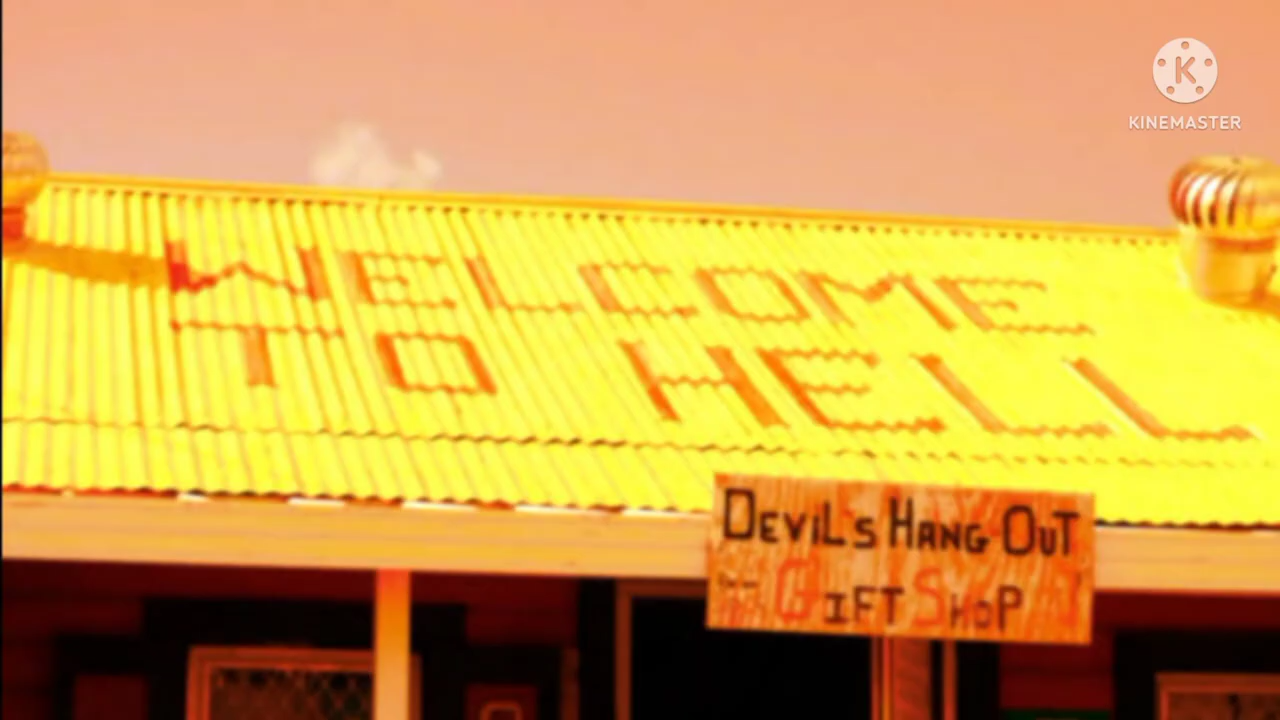 KINEMASTER
WELCOME
TO HELL
DEViL's HANG OUT
GIFT SHOP